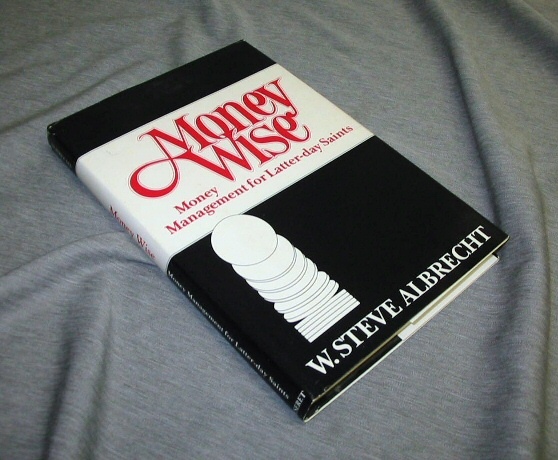 Money
Wise
Money
Management for Latter-day Saints
W. STEVE ALBRECHT
Money Wise
Money Management for Latter-day Saints